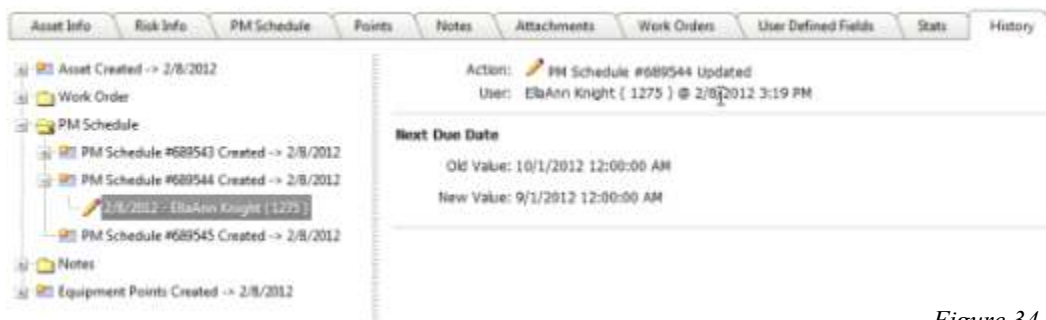 Asset Info Risk Info PM Schedule Points Notes Attachments Work Orders User Defined Fields Stats History
Asset Created -> 2/8/2012
Work Order
PM Schedule
PM Schedule #689543 Created -> 2/8/2012
PM Schedule #689544 Created -> 2/8/2012
2/8/2012 - EllaAnn Knight ( 1275 )
PM Schedule #689545 Created -> 2/8/2012
Notes
Equipment Points Created -> 2/8/2012
Action: PM Schedule #689544 Updated
User: EllaAnn Knight ( 1275 ) @ 2/8/2012 3:19 PM
Next Due Date
Old Value: 10/1/2012 12:00:00 AM
New Value: 9/1/2012 12:00:00 AM
Figure 34